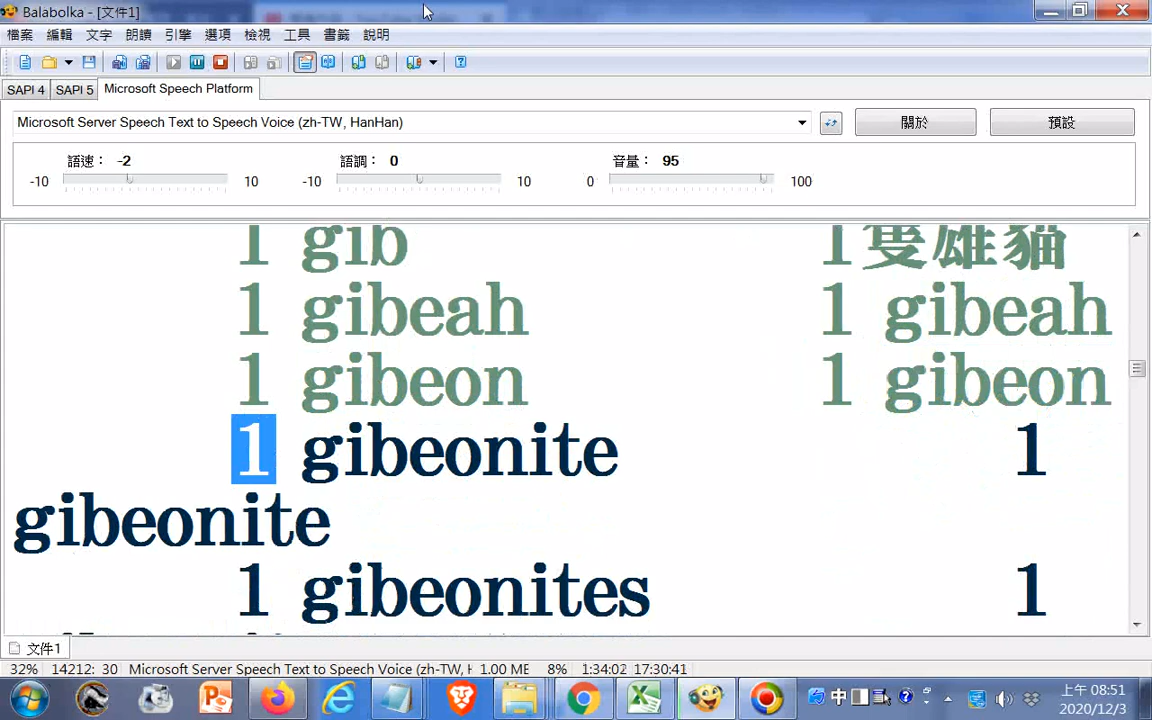 Balabolka - [文件1]
檔案 編輯 文字 朗讀 引擎 選項 檢視 工具 書籤 說明
SAPI 4 SAPI 5 Microsoft Speech Platform
Microsoft Server Speech Text to Speech Voice (zh-TW, HanHan) 關於 預設
語速： -2 語調： 0 音量： 95
-10 10 -10 10 0 100
1 gib 1 隻雄貓
1 gibeah 1 gibeah
1 gibeon 1 gibeon
1 gibeonite 1
gibeonite
1 gibeonites 1
文件1
32% 14212: 30 Microsoft Server Speech Text to Speech Voice (zh-TW, 1.00 ME 8% 1:34:02 17:30:41
中 上午 08:51
2020/12/3